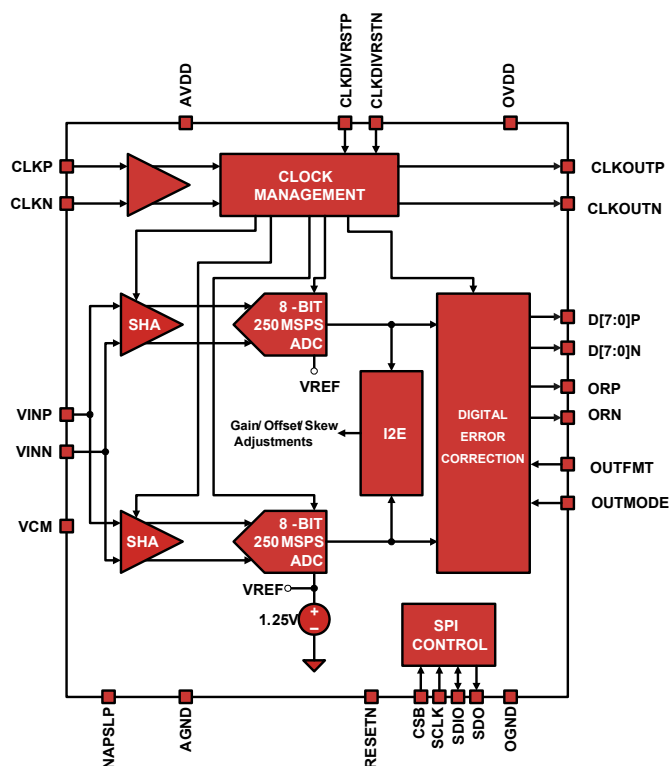 AVDD
CLKDIVRSTP
CLKDIVRSTN
OVDD
CLKP
CLKN
CLOCK
MANAGEMENT
CLKOUTP
CLKOUTN
SHA
8-BIT
250 MSPS
ADC
VREF
D[7:0]P
D[7:0]N
ORP
ORN
OUTFMT
OUTMODE
VINP
VINN
VCM
Gain/Offset/Skew
Adjustments
I2E
DIGITAL
ERROR
CORRECTION
SHA
8-BIT
250 MSPS
ADC
VREF
1.25V
+
–
SPI
CONTROL
NAPSLP
AGND
RESETN
CSB
SCLK
SDIO
SDO
OGND